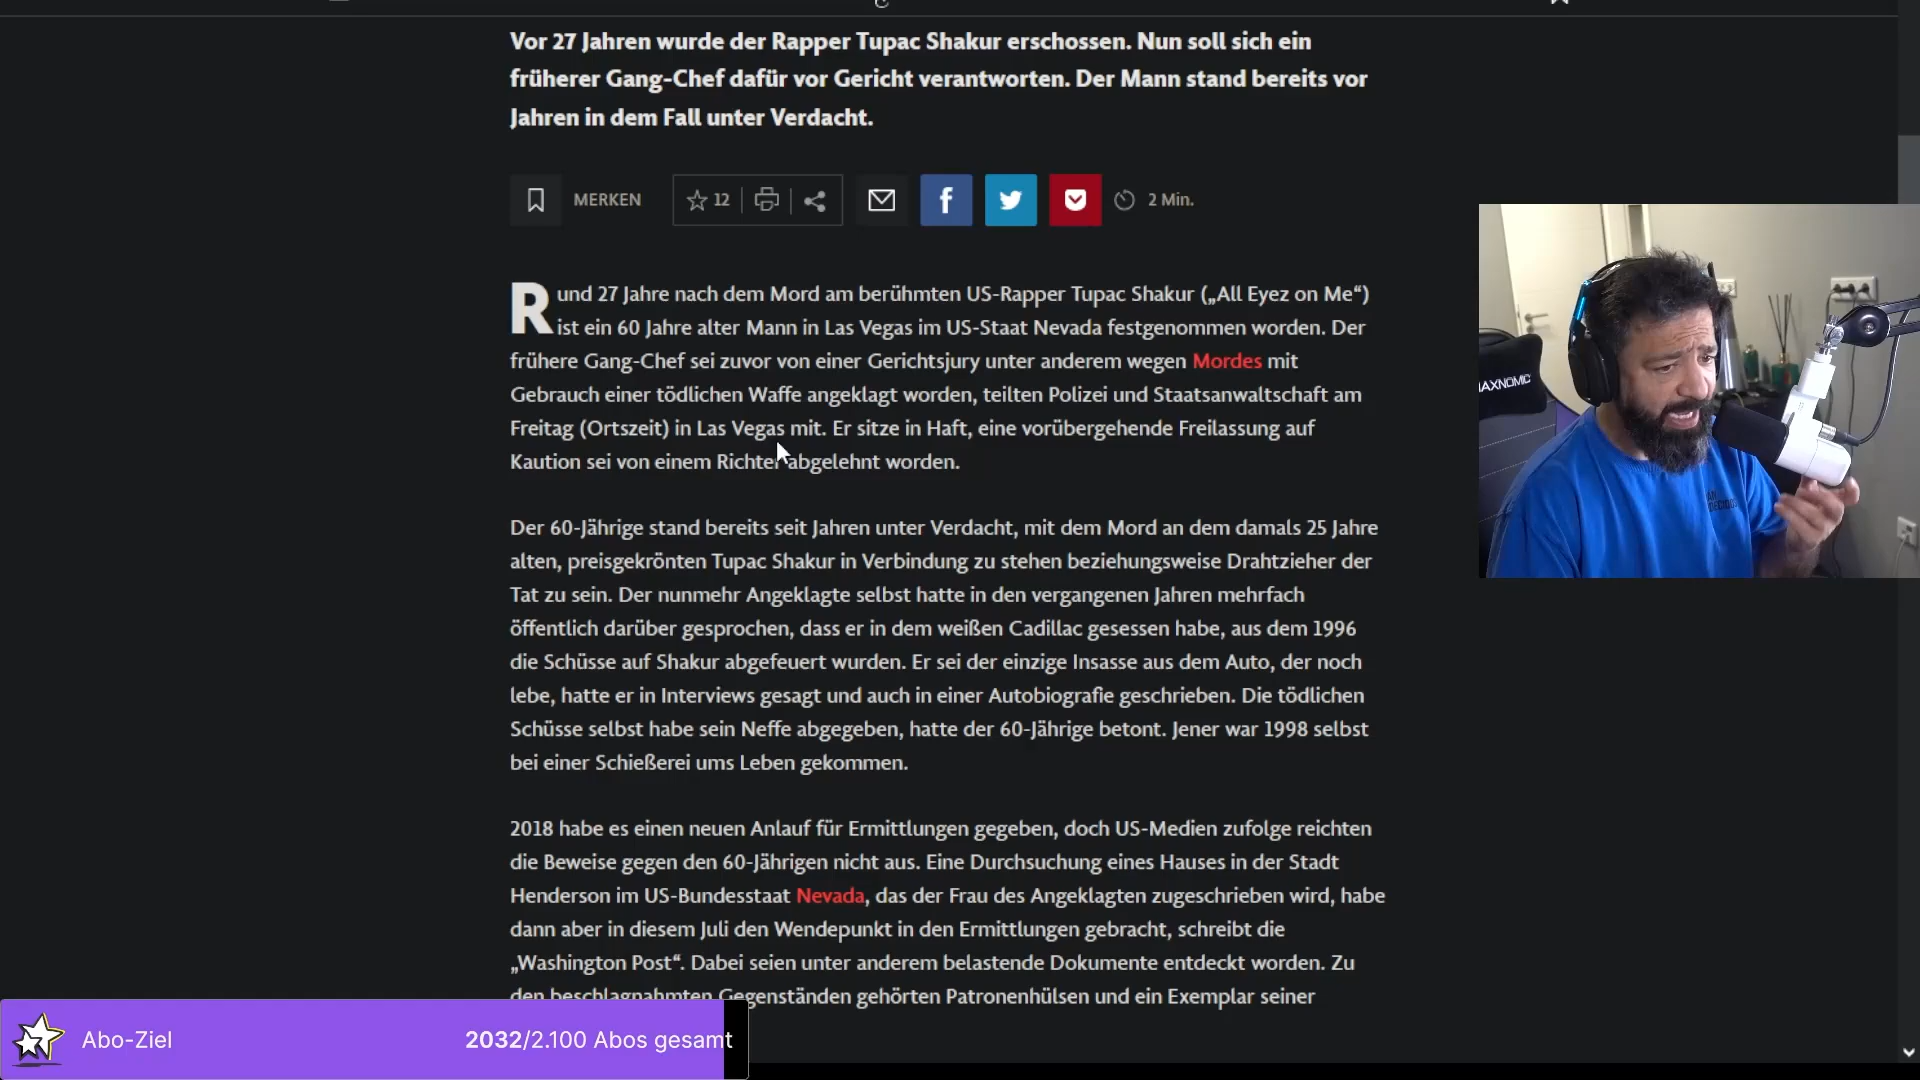 Vor 27 Jahren wurde der Rapper Tupac Shakur erschossen. Nun soll sich ein
früherer Gang-Chef dafür vor Gericht verantworten. Der Mann stand bereits vor
Jahren in dem Fall unter Verdacht.
MERKEN 12 2 Min.
Rund 27 Jahre nach dem Mord am berühmten US-Rapper Tupac Shakur („All Eyez on Me“)
ist ein 60 Jahre alter Mann in Las Vegas im US-Staat Nevada festgenommen worden. Der
frühere Gang-Chef sei zuvor von einer Gerichtsjury unter anderem wegen Mordes mit
Gebrauch einer tödlichen Waffe angeklagt worden, teilten Polizei und Staatsanwaltschaft am
Freitag (Ortszeit) in Las Vegas mit. Er sitze in Haft, eine vorübergehende Freilassung auf
Kaution sei von einem Richter abgelehnt worden.
Der 60-Jährige stand bereits seit Jahren unter Verdacht, mit dem Mord an dem damals 25 Jahre
alten, preisgekrönten Tupac Shakur in Verbindung zu stehen beziehungsweise Drahtzieher der
Tat zu sein. Der nunmehr Angeklagte selbst hatte in den vergangenen Jahren mehrfach
öffentlich darüber gesprochen, dass er in dem weißen Cadillac gesessen habe, aus dem 1996
die Schüsse auf Shakur abgefeuert wurden. Er sei der einzige Insasse aus dem Auto, der noch
lebe, hatte er in Interviews gesagt und auch in einer Autobiografie geschrieben. Die tödlichen
Schüsse selbst habe sein Neffe abgegeben, hatte der 60-Jährige betont. Jener war 1998 selbst
bei einer Schießerei ums Leben gekommen.
2018 habe es einen neuen Anlauf für Ermittlungen gegeben, doch US-Medien zufolge reichten
die Beweise gegen den 60-Jährigen nicht aus. Eine Durchsuchung eines Hauses in der Stadt
Henderson im US-Bundesstaat Nevada, das der Frau des Angeklagten zugeschrieben wird, habe
dann aber in diesem Juli den Wendepunkt in den Ermittlungen gebracht, schreibt die
„Washington Post“. Dabei seien unter anderem belastende Dokumente entdeckt worden. Zu
den beschlagnahmten Gegenständen gehörten Patronenhülsen und ein Exemplar seiner
Abo-Ziel 2032/2.100 Abos gesamt